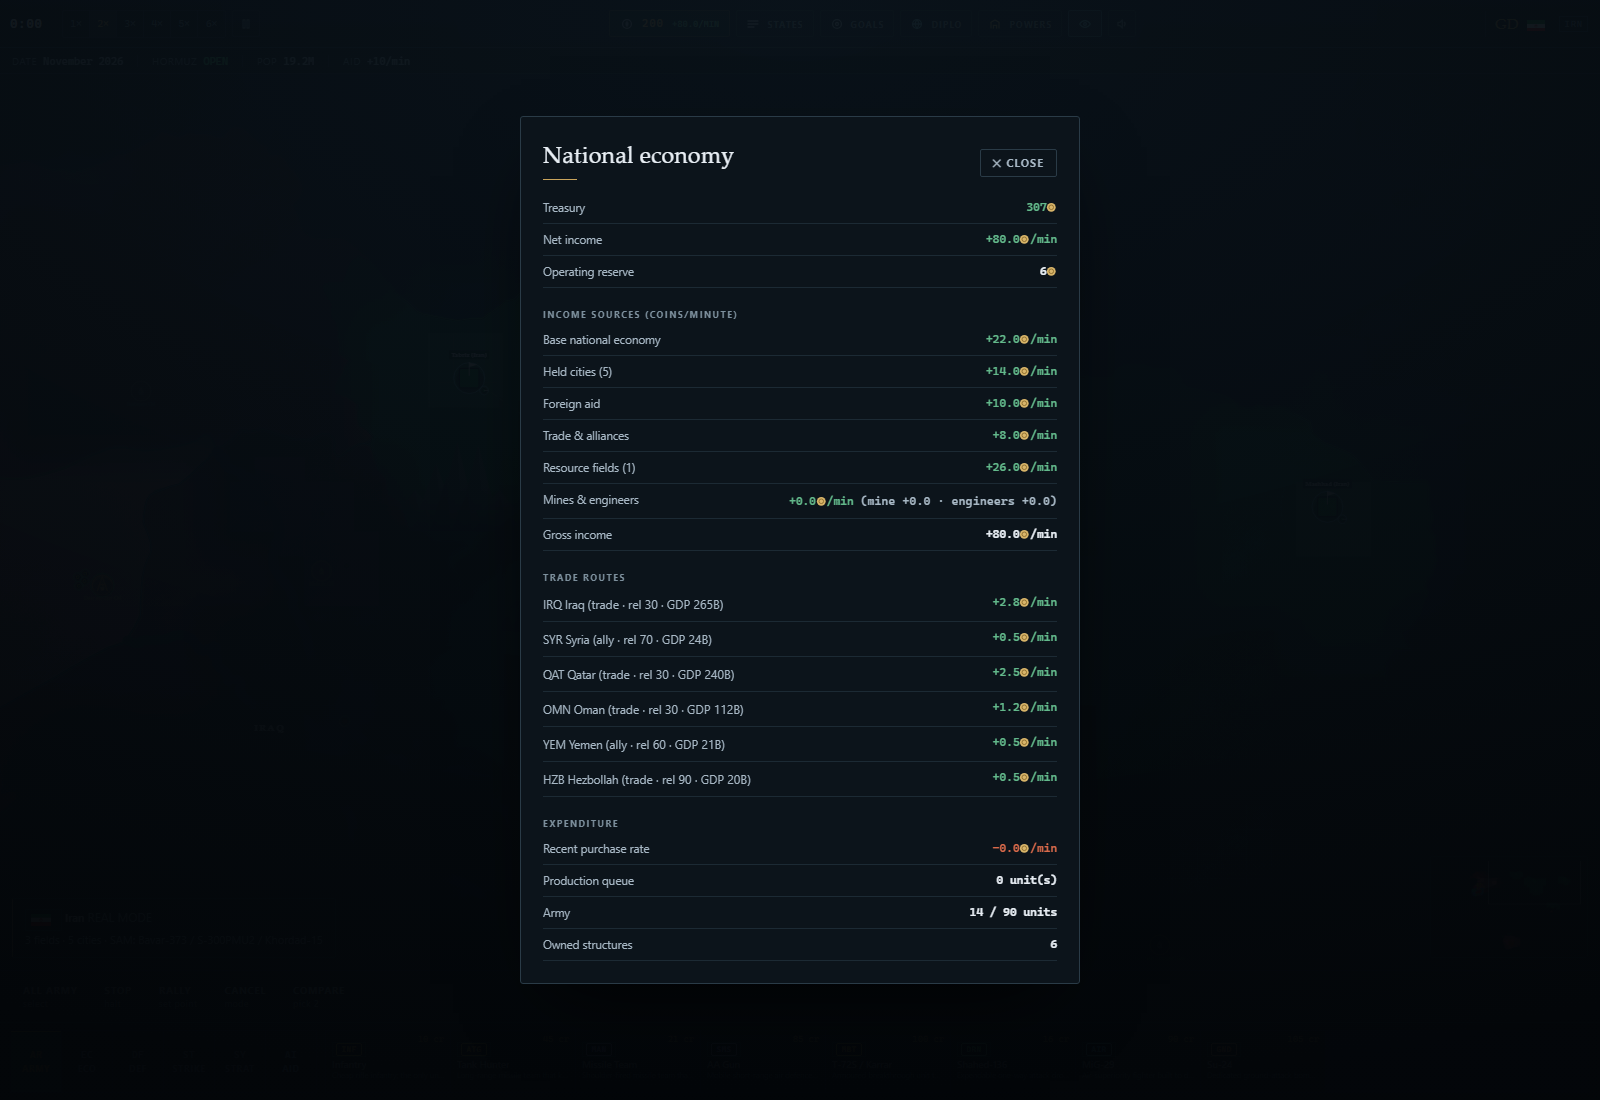 0:00
National economy
CLOSE
Treasury 307
Net income +80.0/min
Operating reserve 6
INCOME SOURCES (COINS/MINUTE)
Base national economy +22.0/min
Held cities (5) +14.0/min
Foreign aid +10.0/min
Trade & alliances +8.0/min
Resource fields (1) +26.0/min
Mines & engineers +0.0/min (mine +0.0 · engineers +0.0)
Gross income +80.0/min
TRADE ROUTES
IRQ Iraq (trade · rel 30 · GDP 265B) +2.8/min
SYR Syria (ally · rel 70 · GDP 24B) +0.5/min
QAT Qatar (trade · rel 30 · GDP 240B) +2.5/min
OMN Oman (trade · rel 30 · GDP 112B) +1.2/min
YEM Yemen (ally · rel 60 · GDP 21B) +0.5/min
HZB Hezbollah (trade · rel 90 · GDP 20B) +0.5/min
EXPENDITURE
Recent purchase rate −0.0/min
Production queue 0 unit(s)
Army 14 / 90 units
Owned structures 6